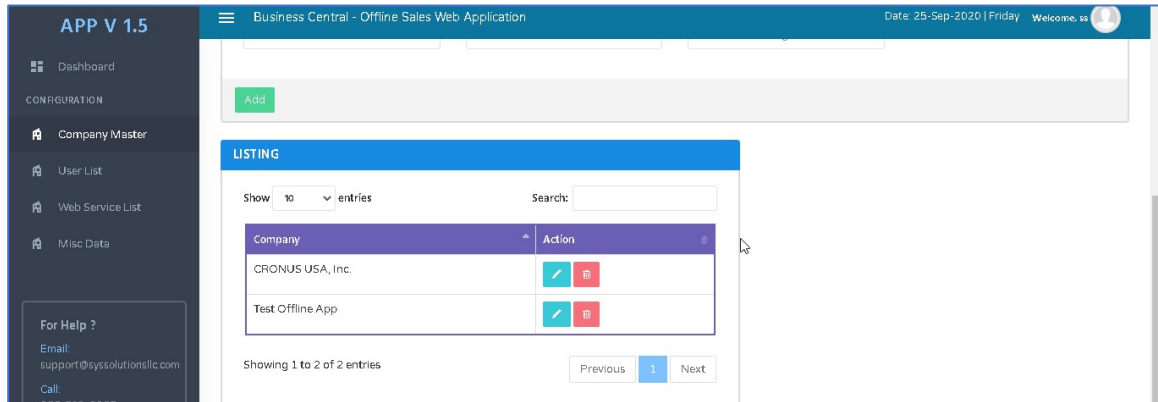 APP V 1.5
Business Central - Offline Sales Web Application
Date: 25-Sep-2020 | Friday
Welcome, ss
Dashboard
CONFIGURATION
Company Master
User List
Web Service List
Misc Data
For Help ?
Email:
support@syssolutionsllc.com
Call:
Add
LISTING
Show 10 entries
Search:
Company Action
CRONUS USA, Inc.
Test Offline App
Showing 1 to 2 of 2 entries
Previous 1 Next